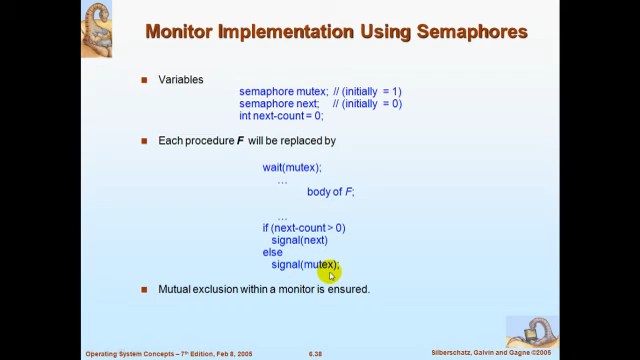 Monitor Implementation Using Semaphores
Variables
semaphore mutex; // (initially = 1)
semaphore next; // (initially = 0)
int next-count = 0;
Each procedure F will be replaced by
wait(mutex);
…
body of F;
…
if (next-count > 0)
signal(next)
else
signal(mutex);
Mutual exclusion within a monitor is ensured.
Operating System Concepts – 7th Edition, Feb 8, 2005
6.38
Silberschatz, Galvin and Gagne ©2005